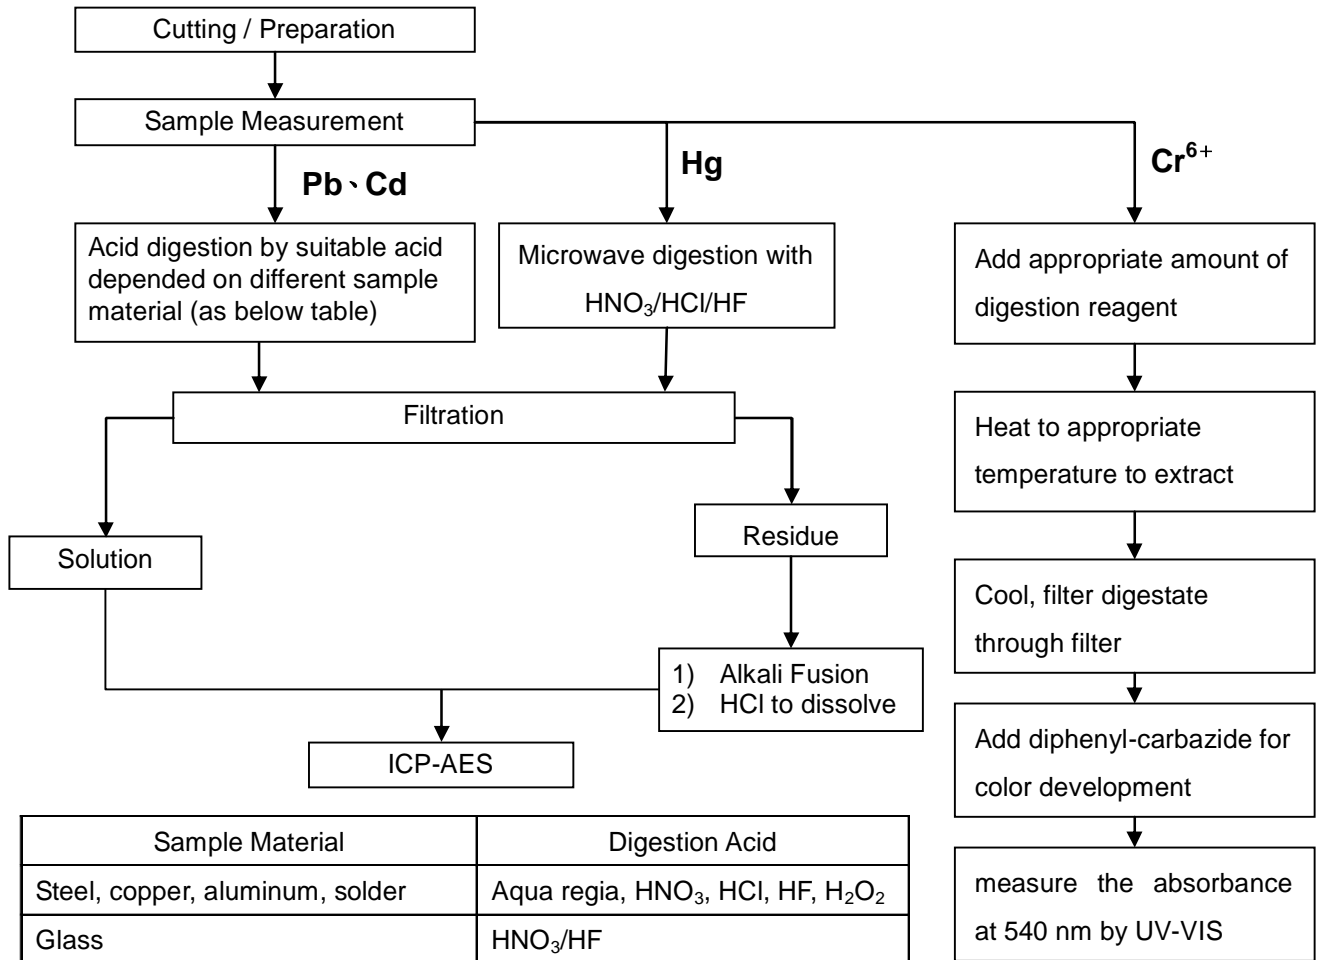 Cutting / Preparation
Sample Measurement
Pb、Cd
Hg
Cr⁶⁺
Acid digestion by suitable acid
depended on different sample
material (as below table)
Microwave digestion with
HNO₃/HCl/HF
Add appropriate amount of
digestion reagent
Filtration
Heat to appropriate
temperature to extract
Solution
Residue
Cool, filter digestate
through filter
1) Alkali Fusion
2) HCl to dissolve
Add diphenyl-carbazide for
color development
ICP-AES
measure the absorbance
at 540 nm by UV-VIS
Sample Material Digestion Acid
Steel, copper, aluminum, solder Aqua regia, HNO₃, HCl, HF, H₂O₂
Glass HNO₃/HF